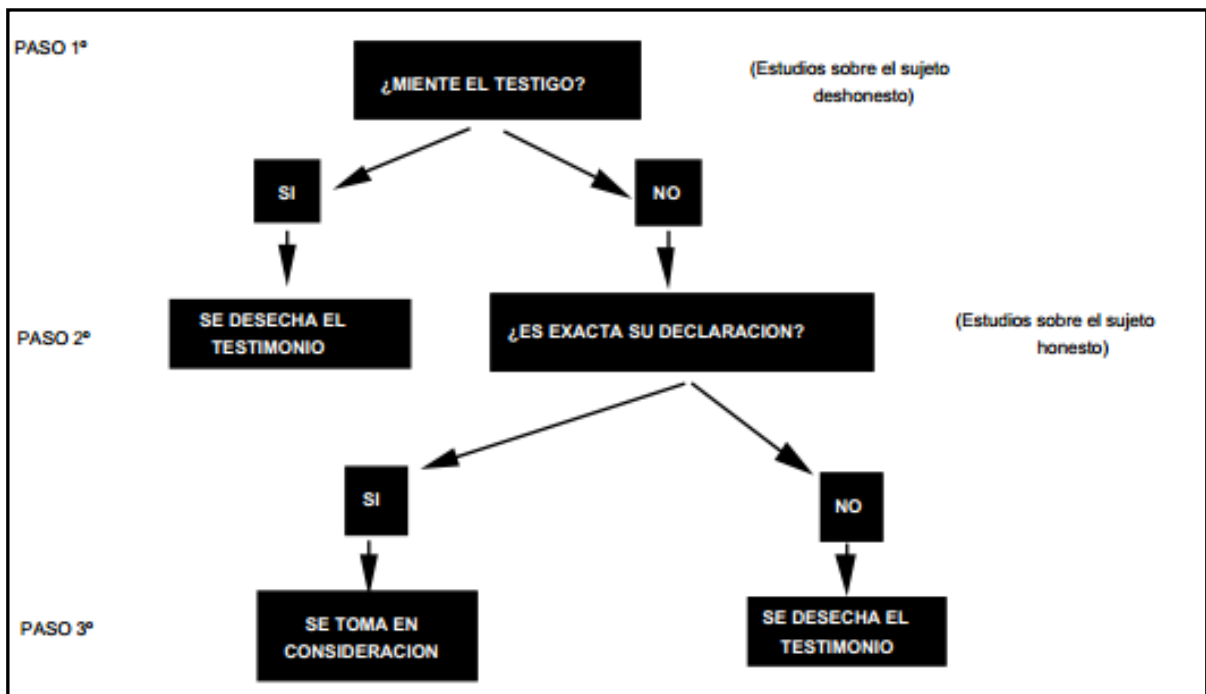 PASO 1º
¿MIENTE EL TESTIGO?
(Estudios sobre el sujeto
deshonesto)
SI
NO
PASO 2º
SE DESECHA EL
TESTIMONIO
¿ES EXACTA SU DECLARACION?
(Estudios sobre el sujeto
honesto)
SI
NO
PASO 3º
SE TOMA EN
CONSIDERACION
SE DESECHA EL
TESTIMONIO